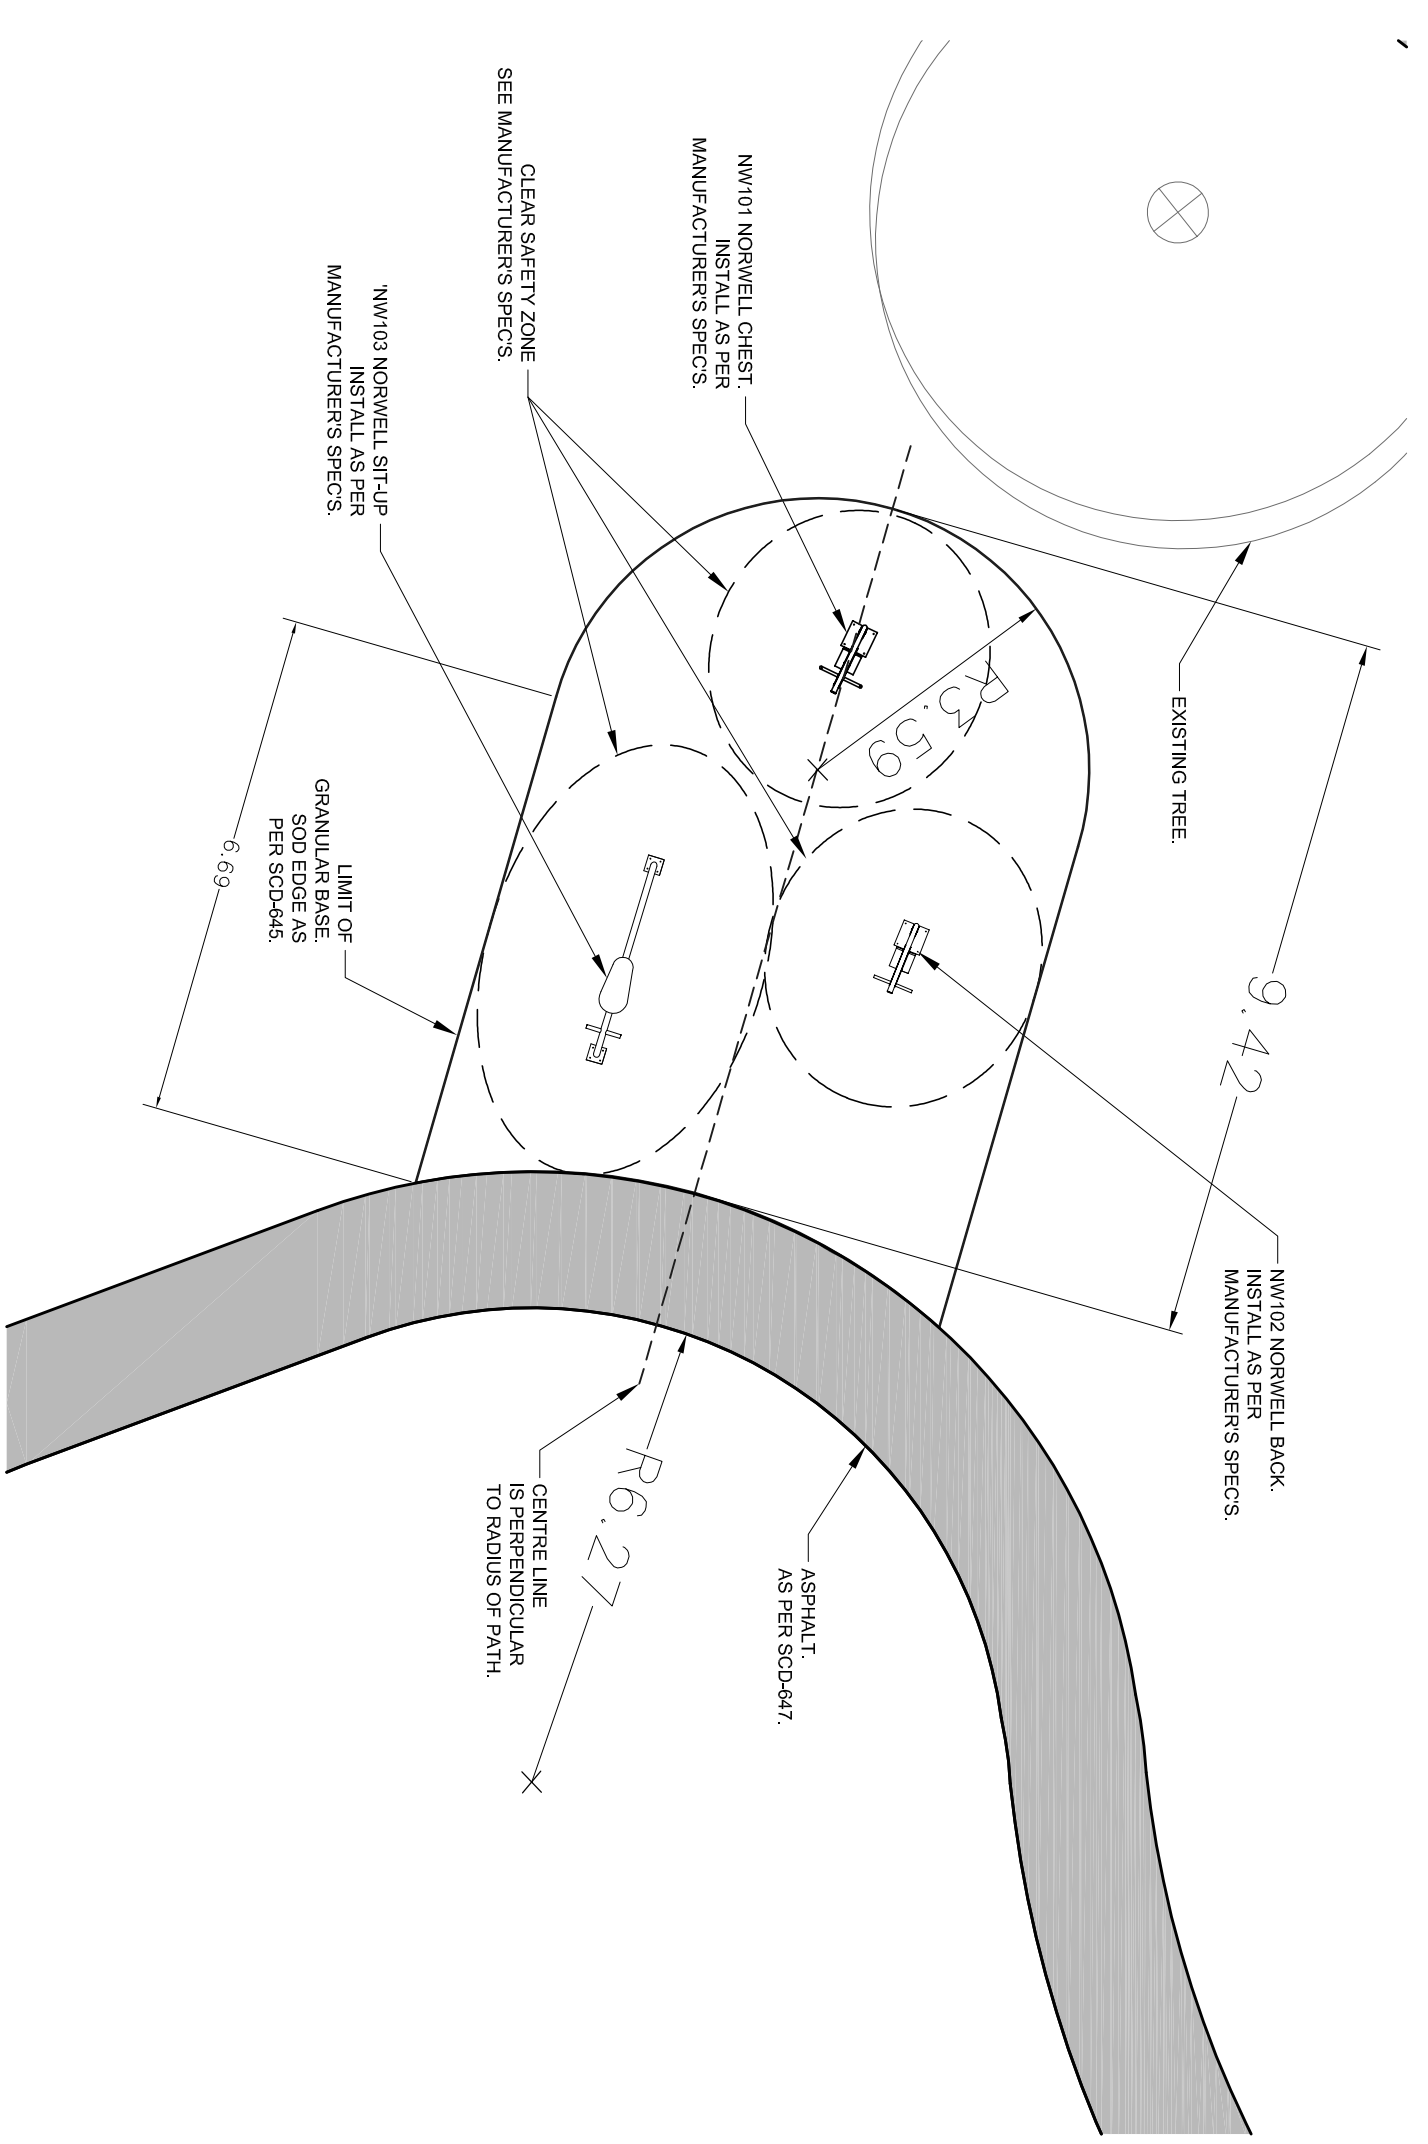 EXISTING TREE.
9.42
NW102 NORWELL BACK.
INSTALL AS PER
MANUFACTURER'S SPEC'S.
NW101 NORWELL CHEST.
INSTALL AS PER
MANUFACTURER'S SPEC'S.
R3.59
ASPHALT.
AS PER SCD-647.
CLEAR SAFETY ZONE
SEE MANUFACTURER'S SPEC'S.
R6.27
CENTRE LINE
IS PERPENDICULAR
TO RADIUS OF PATH.
'NW103 NORWELL SIT-UP
INSTALL AS PER
MANUFACTURER'S SPEC'S.
LIMIT OF
GRANULAR BASE.
SOD EDGE AS
PER SCD-645.
6.69